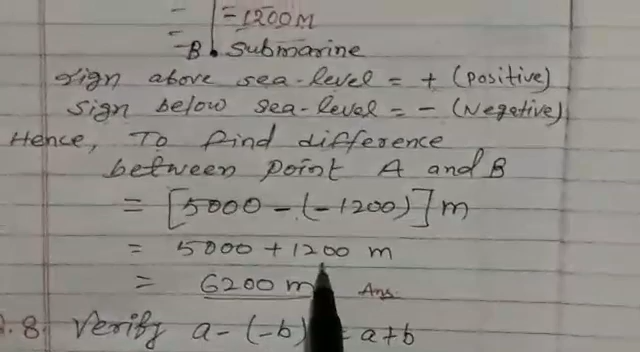 = 1200 M
B. Submarine
Sign above sea-level = + (Positive)
Sign below sea-level = - (Negative)
Hence, To find difference
between point A and B
= [5000 - (-1200)] m
= 5000 + 1200 m
= 6200 m Ans.
8. Verify a - (-b) = a + b